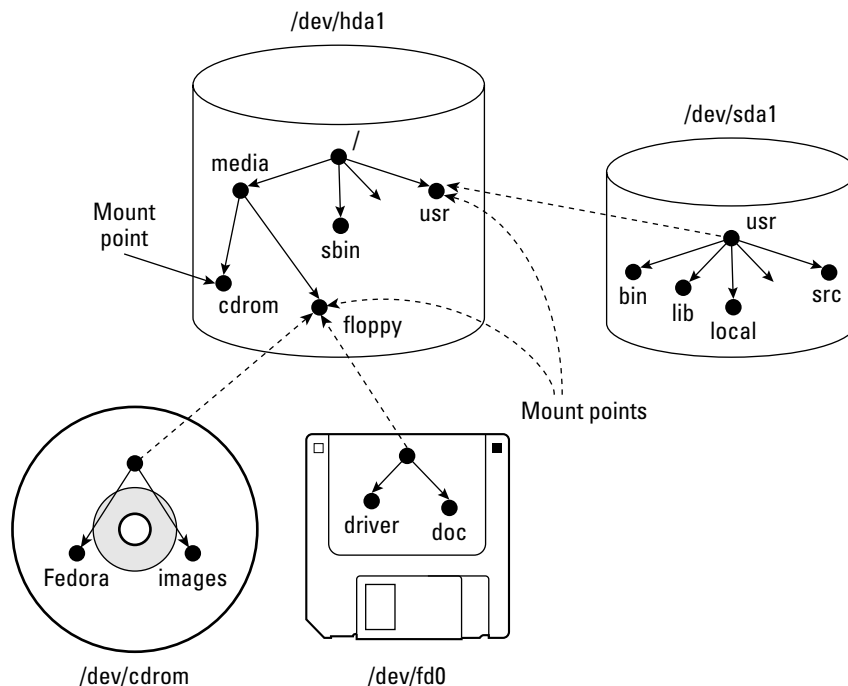 /dev/hda1
/dev/sda1
/
media
usr
Mount
point
sbin
cdrom
floppy
usr
bin
lib
local
src
Mount points
driver
doc
Fedora
images
/dev/cdrom
/dev/fd0